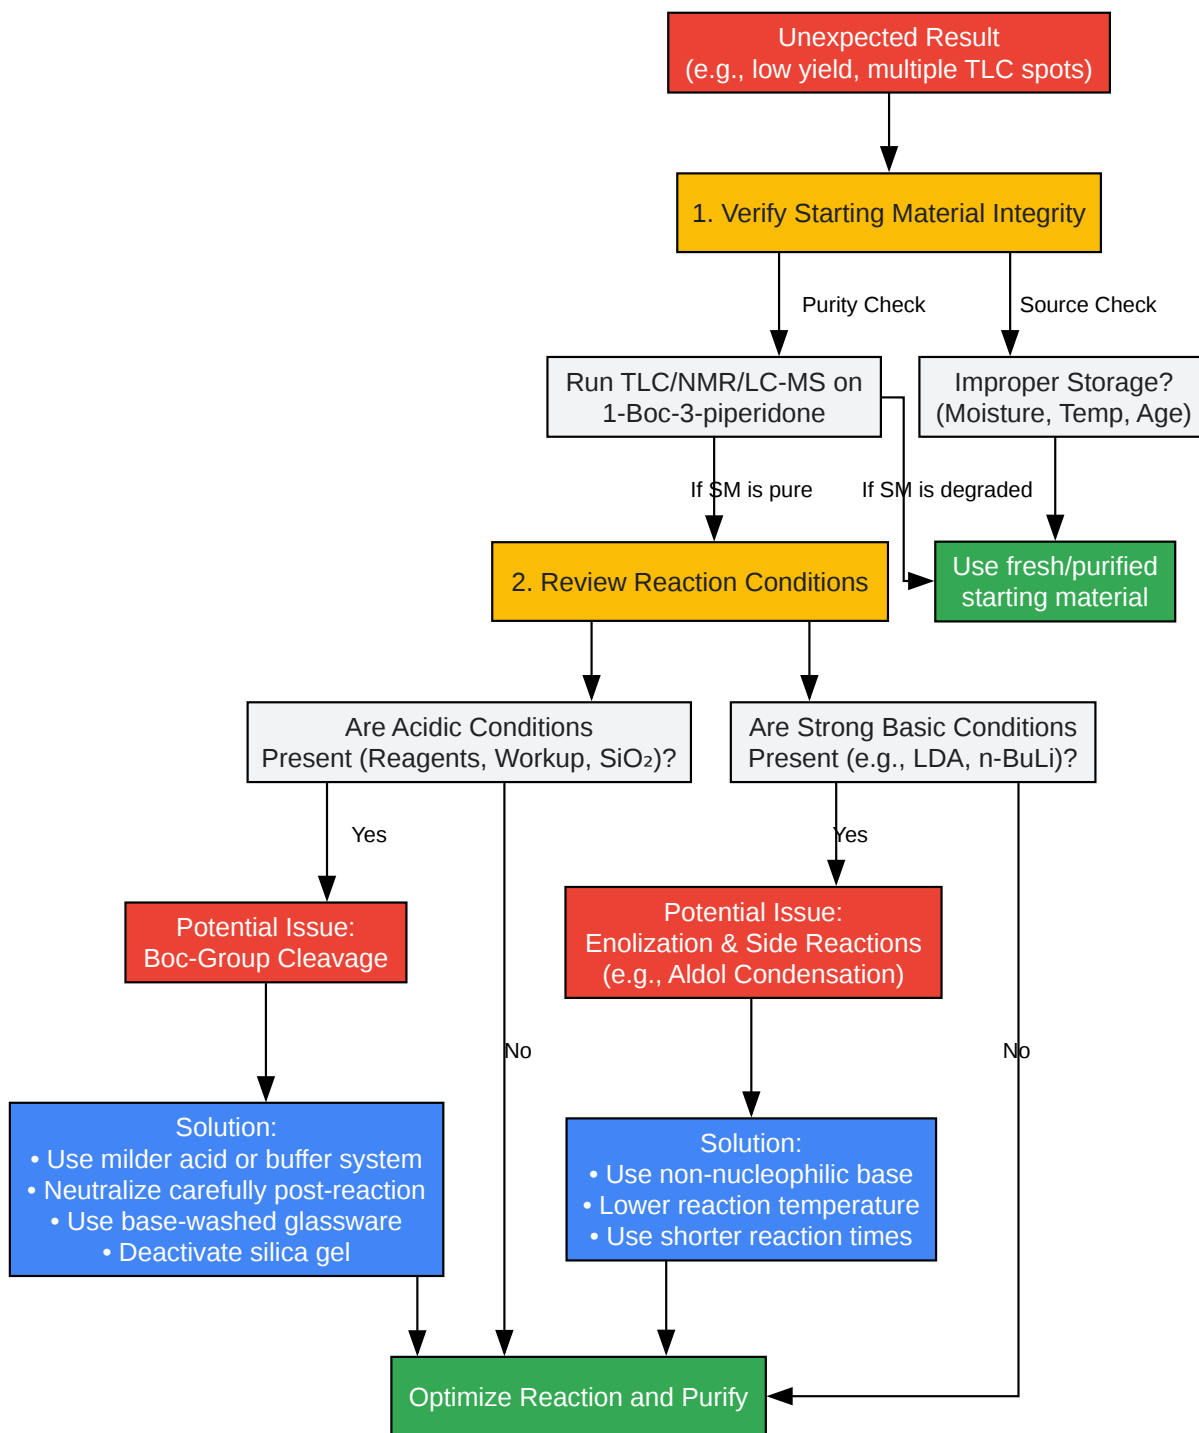 Unexpected Result
(e.g., low yield, multiple TLC spots)
1. Verify Starting Material Integrity
Purity Check
Source Check
Run TLC/NMR/LC-MS on
1-Boc-3-piperidone
Improper Storage?
(Moisture, Temp, Age)
If SM is pure
If SM is degraded
2. Review Reaction Conditions
Use fresh/purified
starting material
Are Acidic Conditions
Present (Reagents, Workup, SiO₂)?
Are Strong Basic Conditions
Present (e.g., LDA, n-BuLi)?
Yes
Yes
Potential Issue:
Boc-Group Cleavage
Potential Issue:
Enolization & Side Reactions
(e.g., Aldol Condensation)
No
No
Solution:
• Use milder acid or buffer system
• Neutralize carefully post-reaction
• Use base-washed glassware
• Deactivate silica gel
Solution:
• Use non-nucleophilic base
• Lower reaction temperature
• Use shorter reaction times
Optimize Reaction and Purify